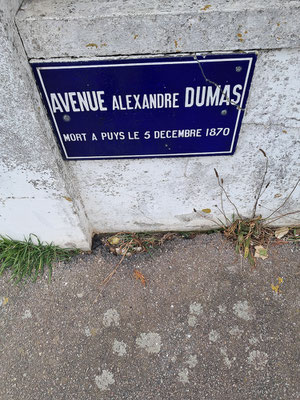 AVENUE ALEXANDRE DUMAS
MORT A PUYS LE 5 DECEMBRE 1870